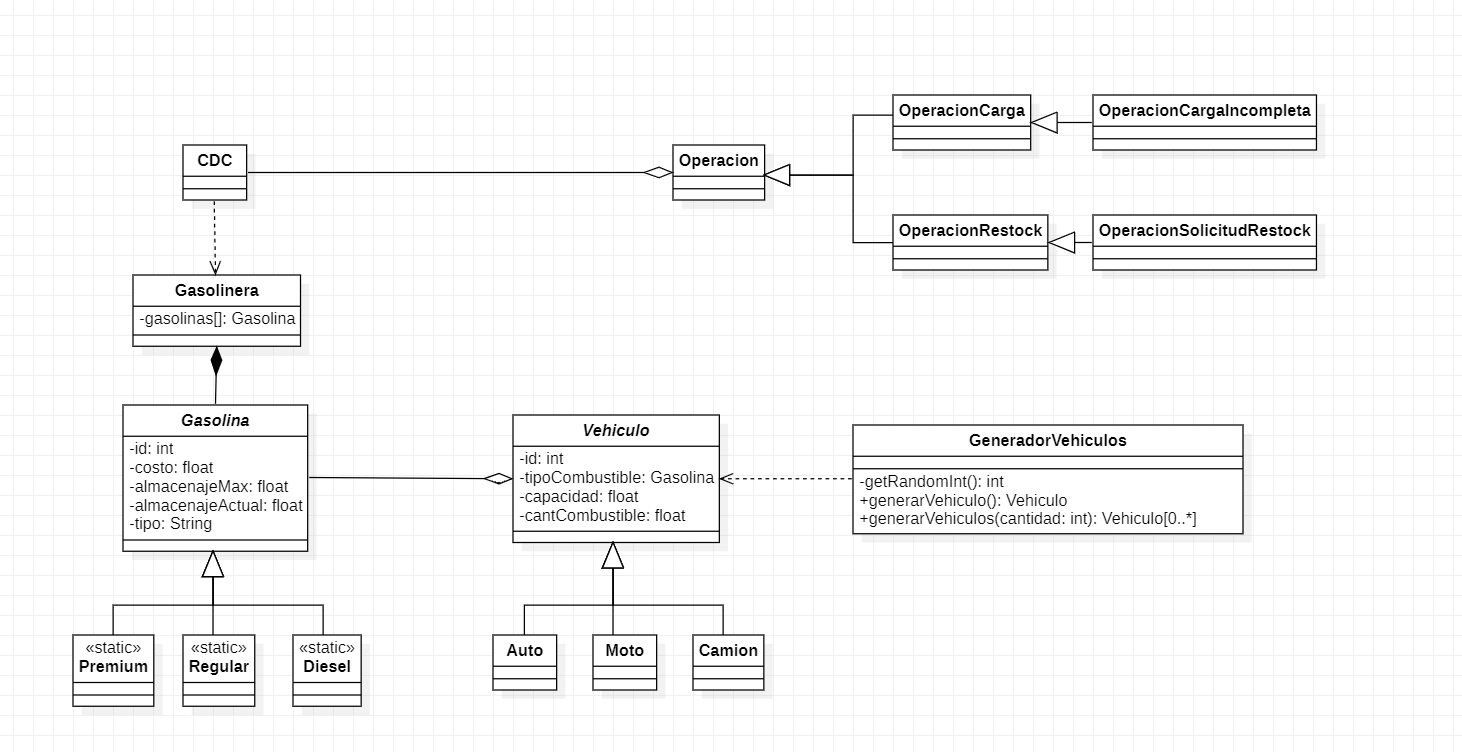 OperacionCarga
OperacionCargaIncompleta
CDC
Operacion
OperacionRestock
OperacionSolicitudRestock
Gasolinera
-gasolinas[]: Gasolina
Gasolina
-id: int
-costo: float
-almacenajeMax: float
-almacenajeActual: float
-tipo: String
Vehiculo
-id: int
-tipoCombustible: Gasolina
-capacidad: float
-cantCombustible: float
GeneradorVehiculos
-getRandomInt(): int
+generarVehiculo(): Vehiculo
+generarVehiculos(cantidad: int): Vehiculo[0..*]
«static»
Premium
«static»
Regular
«static»
Diesel
Auto
Moto
Camion